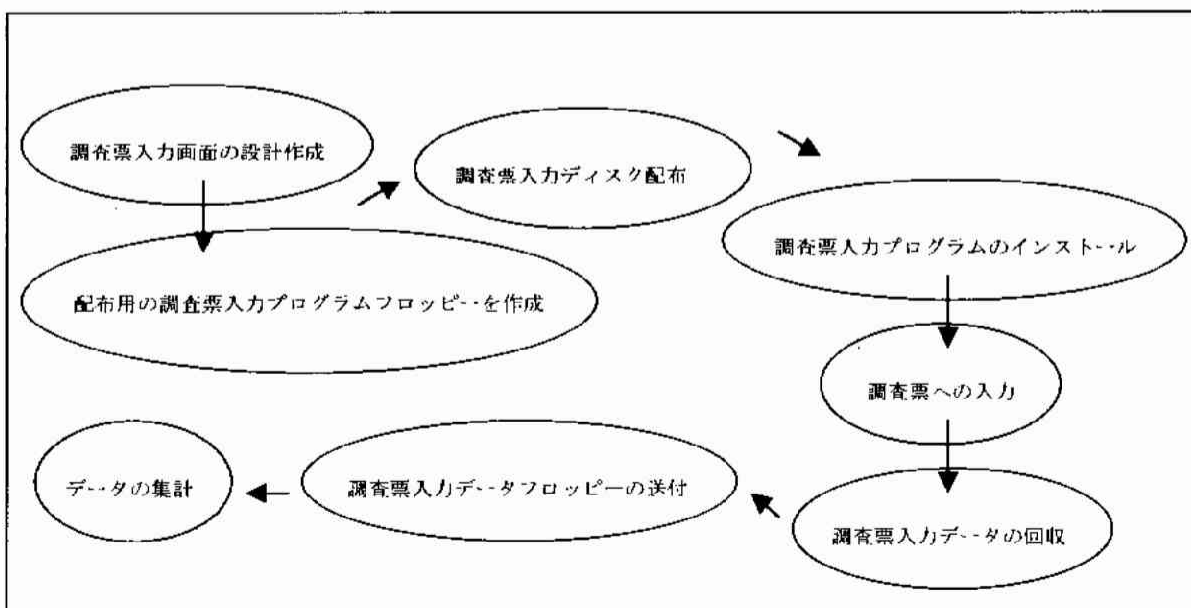 調査票入力画面の設計作成
配布用の調査票入力プログラムフロッピーを作成
調査票入力ディスク配布
調査票入力プログラムのインストール
調査票への入力
調査票入力データの回収
調査票入力データフロッピーの送付
データの集計